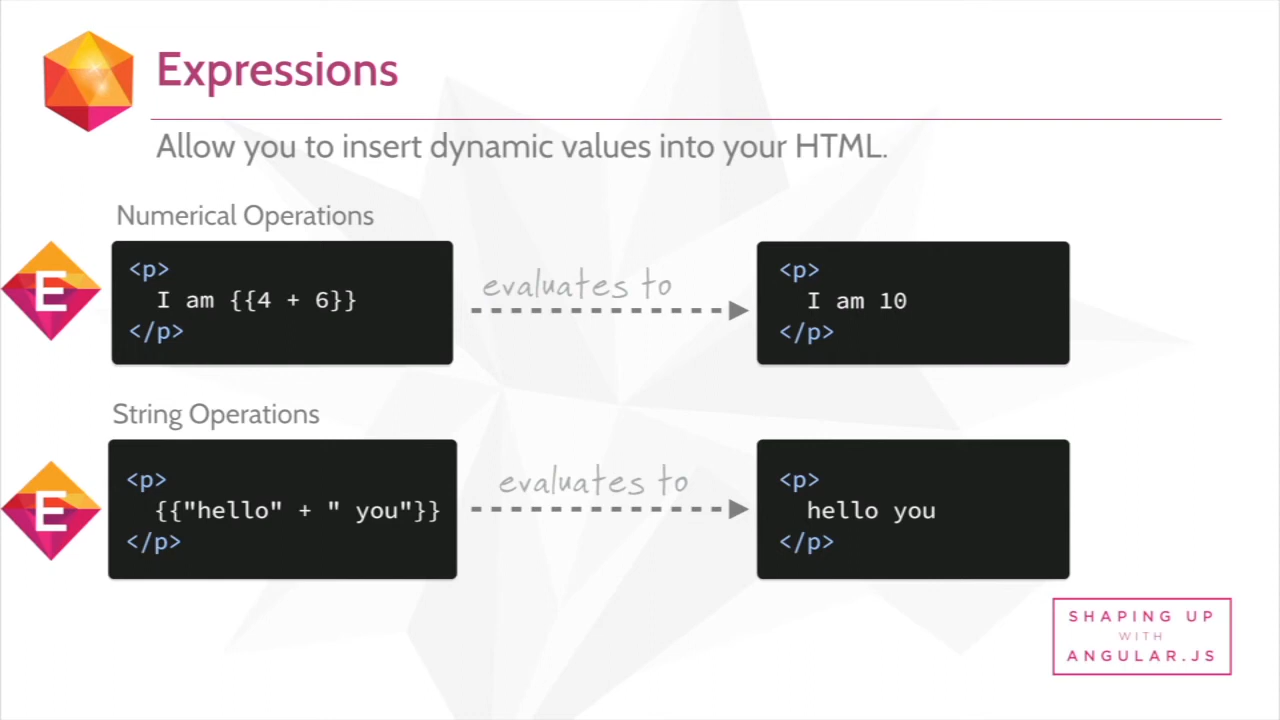 Expressions
Allow you to insert dynamic values into your HTML.
Numerical Operations
E
<p>
I am {{4 + 6}}
</p>
evaluates to
<p>
I am 10
</p>
String Operations
E
<p>
{{"hello" + " you"}}
</p>
evaluates to
<p>
hello you
</p>
SHAPING UP
WITH
ANGULAR.JS